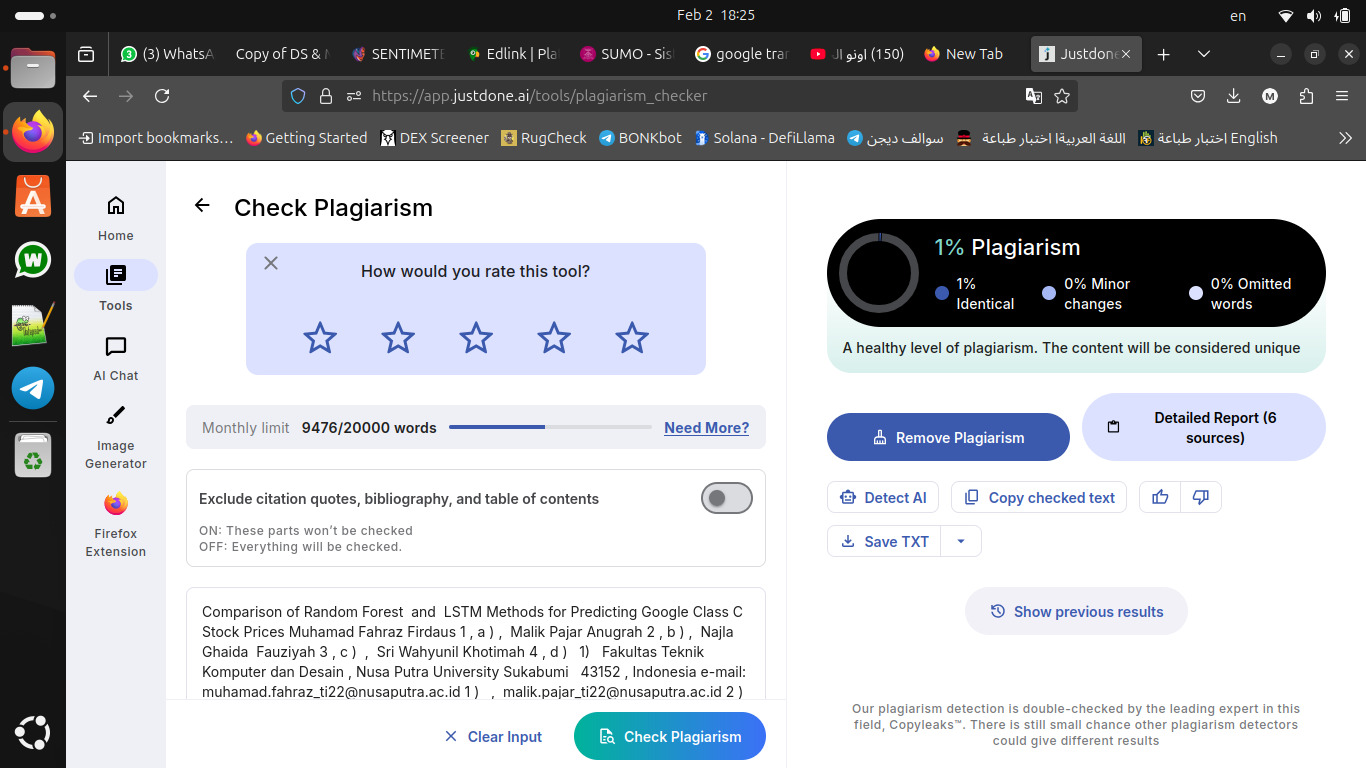 Feb 2 18:25
en
(3) WhatsA
Copy of DS & M
SENTIMETE
Edlink | Pla
SUMO - Sis
google tran
(150) اونو ال
New Tab
Justdone
https://app.justdone.ai/tools/plagiarism_checker
Import bookmarks…
Getting Started
DEX Screener
RugCheck
BONKbot
Solana - DefiLlama
سوالف ديجن
اللغة العربية| اختبار طباعة
اختبار طباعة English
Home
Tools
AI Chat
Image
Generator
Firefox
Extension
Check Plagiarism
How would you rate this tool?
Monthly limit 9476/20000 words Need More?
Exclude citation quotes, bibliography, and table of contents
ON: These parts won’t be checked
OFF: Everything will be checked.
Comparison of Random Forest and LSTM Methods for Predicting Google Class C
Stock Prices Muhamad Fahraz Firdaus 1 , a ) , Malik Pajar Anugrah 2 , b ) , Najla
Ghaida Fauziyah 3 , c ) , Sri Wahyunil Khotimah 4 , d ) 1) Fakultas Teknik
Komputer dan Desain , Nusa Putra University Sukabumi 43152 , Indonesia e-mail:
muhamad.fahraz_ti22@nusaputra.ac.id 1 ) , malik.pajar_ti22@nusaputra.ac.id 2 )
Clear Input
Check Plagiarism
1% Plagiarism
1%
Identical
0% Minor
changes
0% Omitted
words
A healthy level of plagiarism. The content will be considered unique
Remove Plagiarism
Detailed Report (6
sources)
Detect AI
Copy checked text
Save TXT
Show previous results
Our plagiarism detection is double-checked by the leading expert in this
field, Copyleaks™. There is still small chance other plagiarism detectors
could give different results